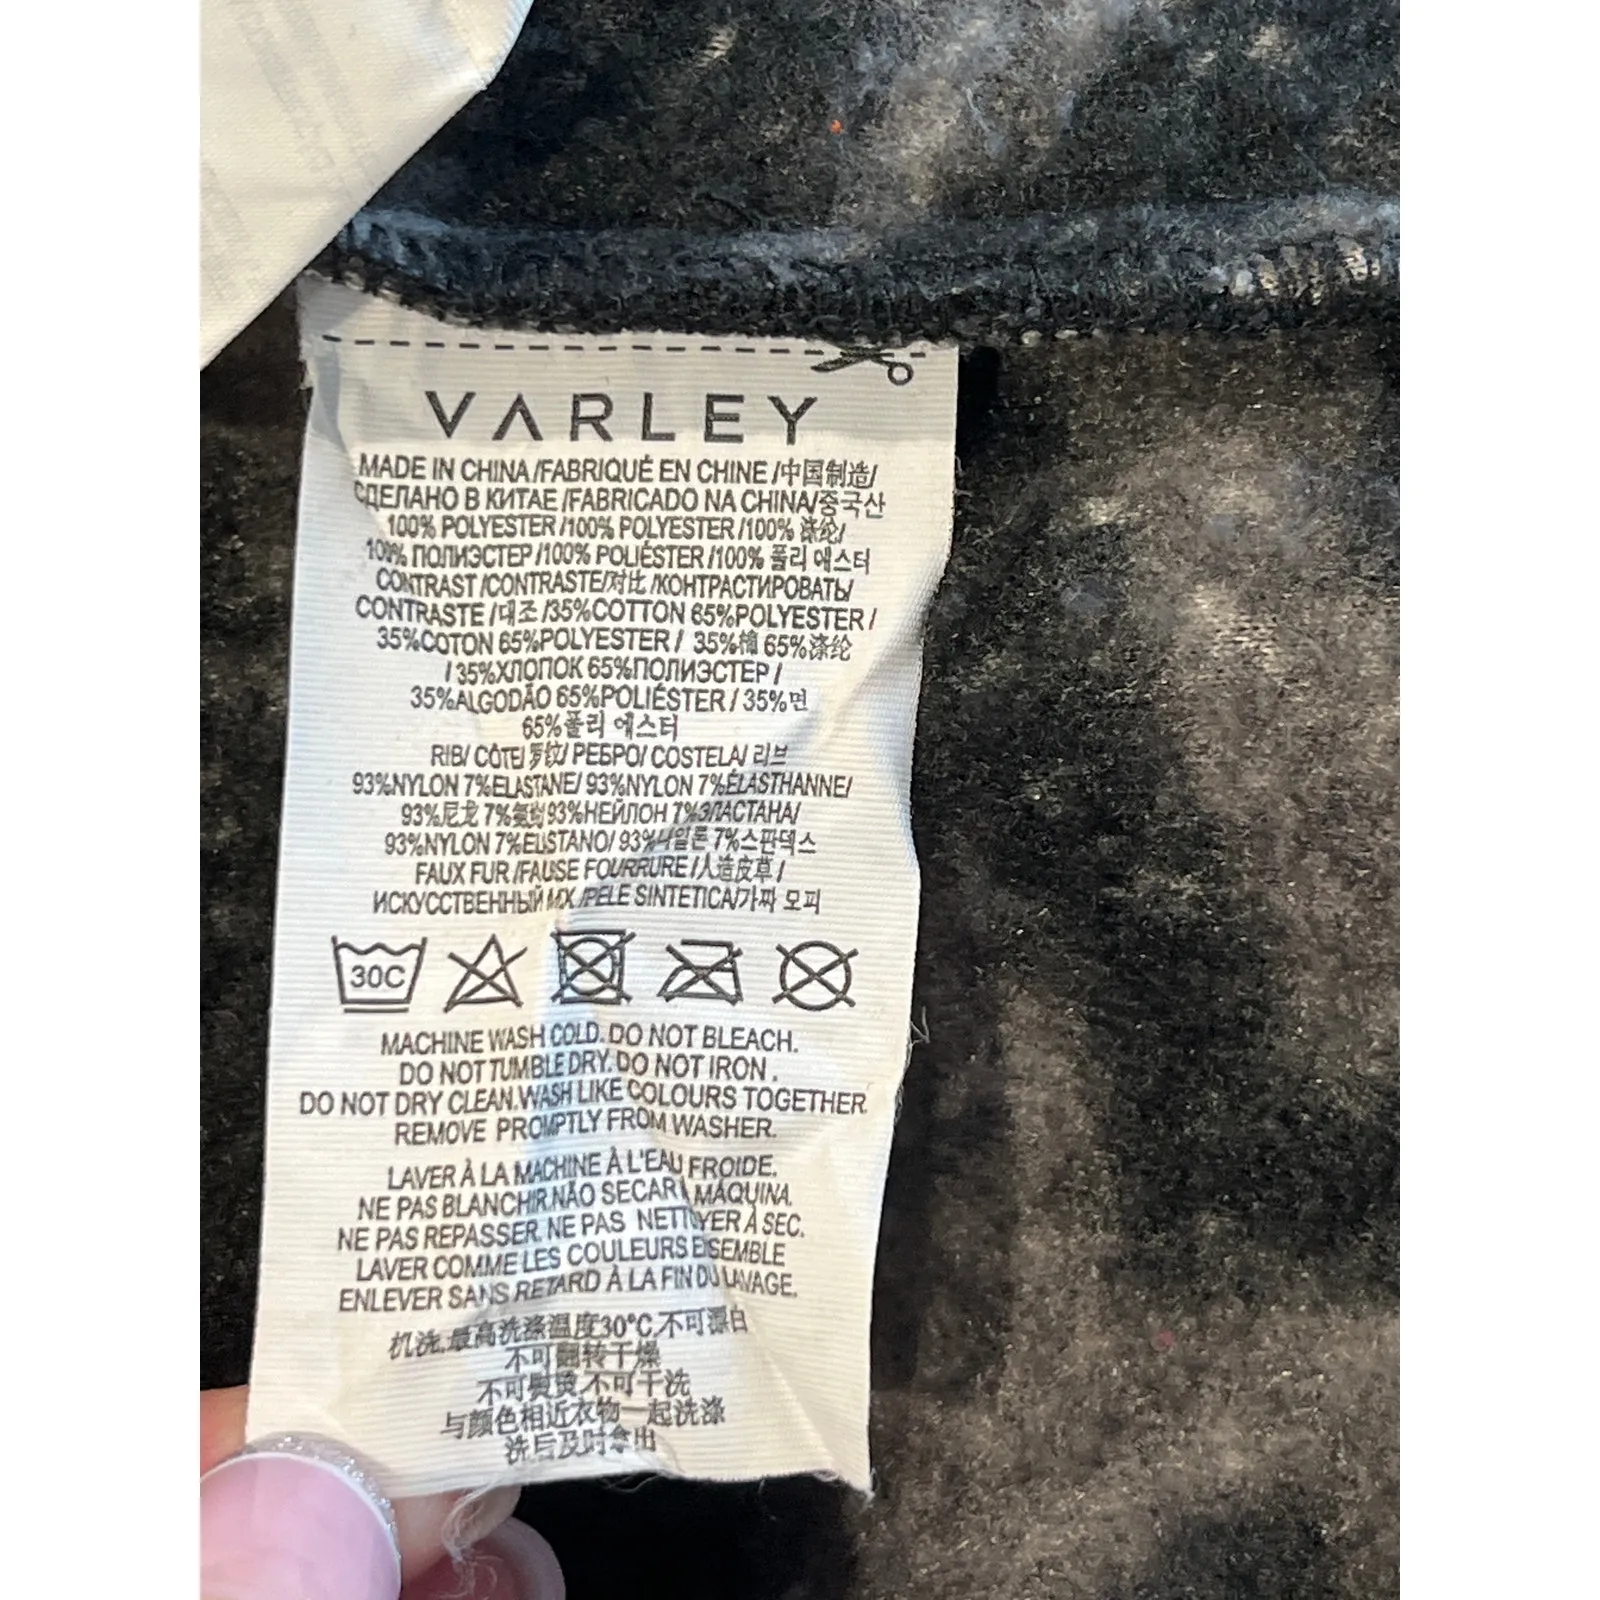 VARLEY
MADE IN CHINA/FABRIQUÉ EN CHINE/中国制造/
СДЕЛАНО В КИТАЕ/FABRICADO NA CHINA/중국산
100% POLYESTER/100% POLYESTER/100% 涤纶/
100% ПОЛИЭСТЕР/100% POLIÉSTER/100% 폴리 에스터
CONTRAST/CONTRASTE/对比/КОНТРАСТИРОВАТЬ/
CONTRASTE/대조/35%COTTON 65%POLYESTER/
35%COTON 65%POLYESTER/ 35%棉 65%涤纶
/35%ХЛОПОК 65%ПОЛИЭСТЕР/
35%ALGODÃO 65%POLIÉSTER/ 35%면
65%폴리 에스터
RIB/ CÔTE/ 罗纹/ РЕБРО/ COSTELA/ 리브
93%NYLON 7%ELASTANE/ 93%NYLON 7%ÉLASTHANNE/
93%尼龙 7%氨纶 93%НЕЙЛОН 7%ЭЛАСТАНА/
93%NYLON 7%ELISTANO/ 93%나일론 7%스판덱스
FAUX FUR/FAUSE FOURRURE/人造皮草/
ИСКУССТВЕННЫЙ МХ/PELE SINTETICA/가짜 모피
30C
MACHINE WASH COLD. DO NOT BLEACH.
DO NOT TUMBLE DRY. DO NOT IRON.
DO NOT DRY CLEAN.WASH LIKE COLOURS TOGETHER.
REMOVE PROMPTLY FROM WASHER.
LAVER À LA MACHINE À L'EAU FROIDE.
NE PAS BLANCHIR.NÃO SECAR À MÁQUINA.
NE PAS REPASSER. NE PAS NETTOYER À SEC.
LAVER COMME LES COULEURS ENSEMBLE
ENLEVER SANS RETARD À LA FIN DU LAVAGE.
机洗.最高洗涤温度30°C.不可漂白
不可翻转干燥
不可熨烫.不可干洗
与颜色相近衣物一起洗涤
洗后及时拿出